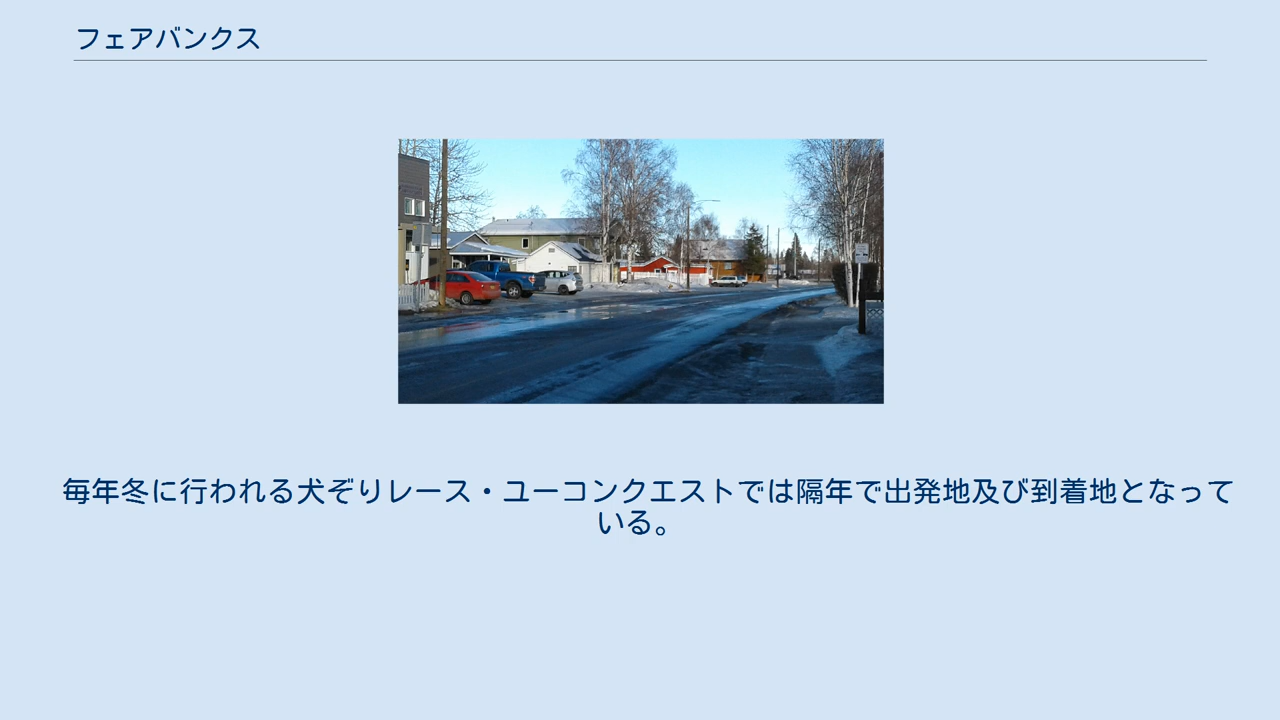 フェアバンクス
毎年冬に行われる犬ぞりレース・ユーコンクエストでは隔年で出発地及び到着地となって
いる。